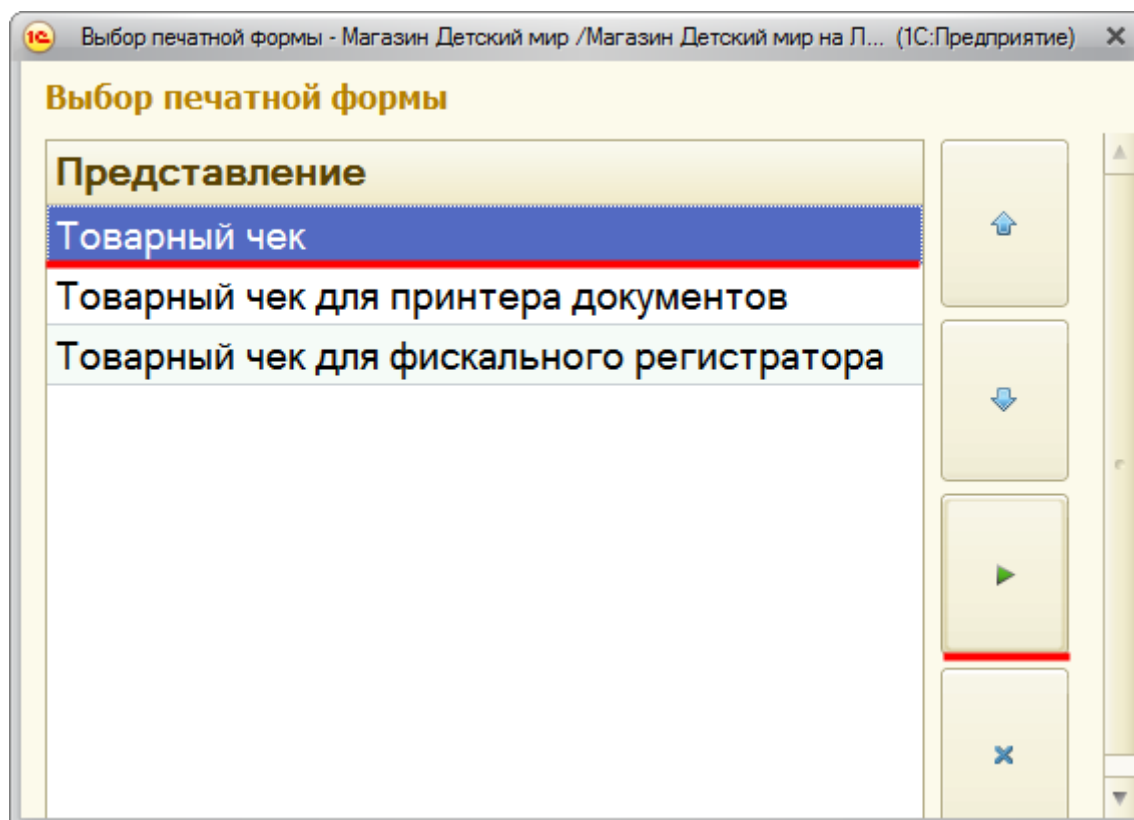 1С Выбор печатной формы - Магазин Детский мир /Магазин Детский мир на Л... (1С:Предприятие)
Выбор печатной формы
Представление
Товарный чек
Товарный чек для принтера документов
Товарный чек для фискального регистратора